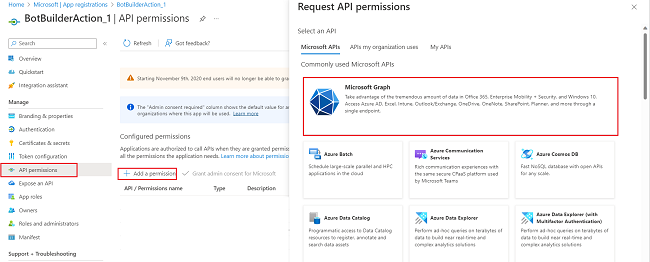 Home > Microsoft | App registrations > BotBuilderAction_1
BotBuilderAction_1 | API permissions
Search
Overview
Quickstart
Integration assistant
Manage
Branding & properties
Authentication
Certificates & secrets
Token configuration
API permissions
Expose an API
App roles
Owners
Roles and administrators
Manifest
Support + Troubleshooting
Refresh
Got feedback?
Starting November 9th, 2020 end users will no longer be able to grant
The "Admin consent required" column shows the default value for an
organizations where this app will be used. Learn more
Configured permissions
Applications are authorized to call APIs when they are granted permissi
all the permissions the application needs. Learn more about permission
Add a permission
Grant admin consent for Microsoft
API / Permissions name
Type
Description
Request API permissions
Select an API
Microsoft APIs
APIs my organization uses
My APIs
Commonly used Microsoft APIs
Microsoft Graph
Take advantage of the tremendous amount of data in Office 365, Enterprise Mobility + Security, and Windows 10.
Access Azure AD, Excel, Intune, Outlook/Exchange, OneDrive, OneNote, SharePoint, Planner, and more through a
single endpoint.
Azure Batch
Schedule large-scale parallel and HPC
applications in the cloud
Azure Communication
Services
Rich communication experiences with
the same secure CPaaS platform used
by Microsoft Teams
Azure Cosmos DB
Fast NoSQL database with open APIs
for any scale.
Azure Data Catalog
Programmatic access to Data Catalog
resources to register, annotate and
search data assets
Azure Data Explorer
Perform ad-hoc queries on terabytes of
data to build near real-time and
complex analytics solutions
Azure Data Explorer (with
Multifactor Authentication)
Perform ad-hoc queries on terabytes of
data to build near real-time and
complex analytics solutions